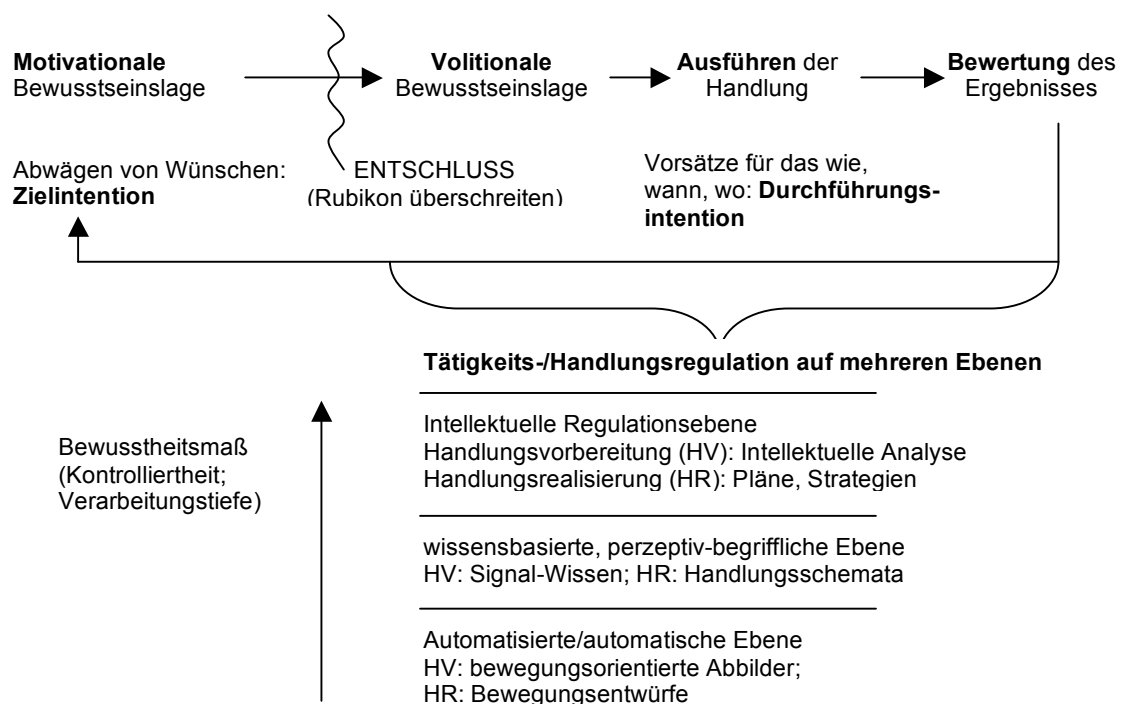 Motivationale
Bewusstseinslage
Volitionale
Bewusstseinslage
Ausführen der
Handlung
Bewertung des
Ergebnisses
Abwägen von Wünschen:
Zielintention
ENTSCHLUSS
(Rubikon überschreiten)
Vorsätze für das wie,
wann, wo: Durchführungs-
intention
Tätigkeits-/Handlungsregulation auf mehreren Ebenen
Bewusstheitsmaß
(Kontrolliertheit;
Verarbeitungstiefe)
Intellektuelle Regulationsebene
Handlungsvorbereitung (HV): Intellektuelle Analyse
Handlungsrealisierung (HR): Pläne, Strategien
wissensbasierte, perzeptiv-begriffliche Ebene
HV: Signal-Wissen; HR: Handlungsschemata
Automatisierte/automatische Ebene
HV: bewegungsorientierte Abbilder;
HR: Bewegungsentwürfe